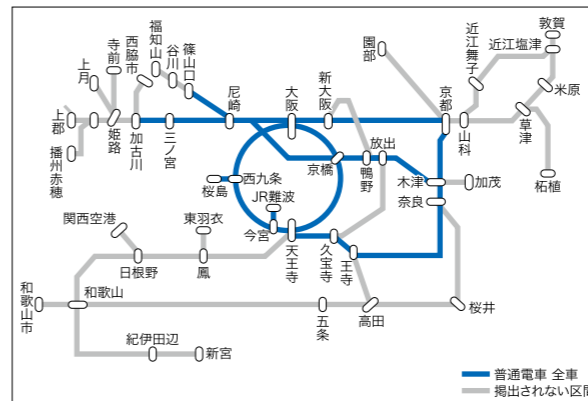 福知山
谷川
篠山口
西脇市
寺前
上月
上郡
播州赤穂
姫路
加古川
三ノ宮
尼崎
大阪
新大阪
園部
京都
山科
近江舞子
近江塩津
敦賀
米原
草津
柘植
放出
鴫野
京橋
木津
加茂
奈良
桜島
西九条
JR難波
今宮
天王寺
久宝寺
王寺
高田
桜井
関西空港
東羽衣
日根野
鳳
和歌山市
和歌山
五条
紀伊田辺
新宮
普通電車 全車
掲出されない区間